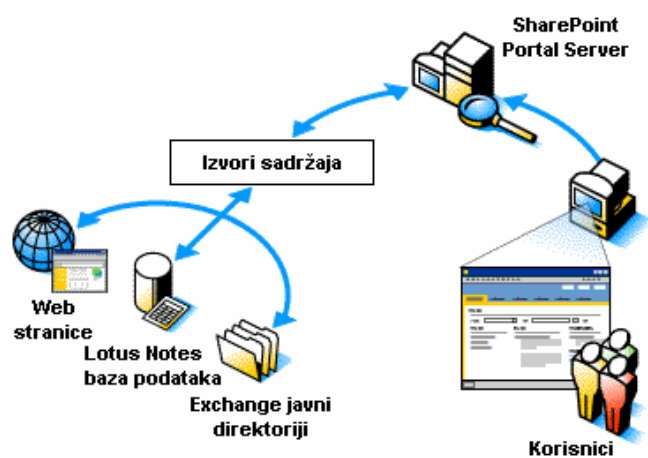 SharePoint
Portal Server
Izvori sadržaja
Web
stranice
Lotus Notes
baza podataka
Exchange javni
direktoriji
Korisnici